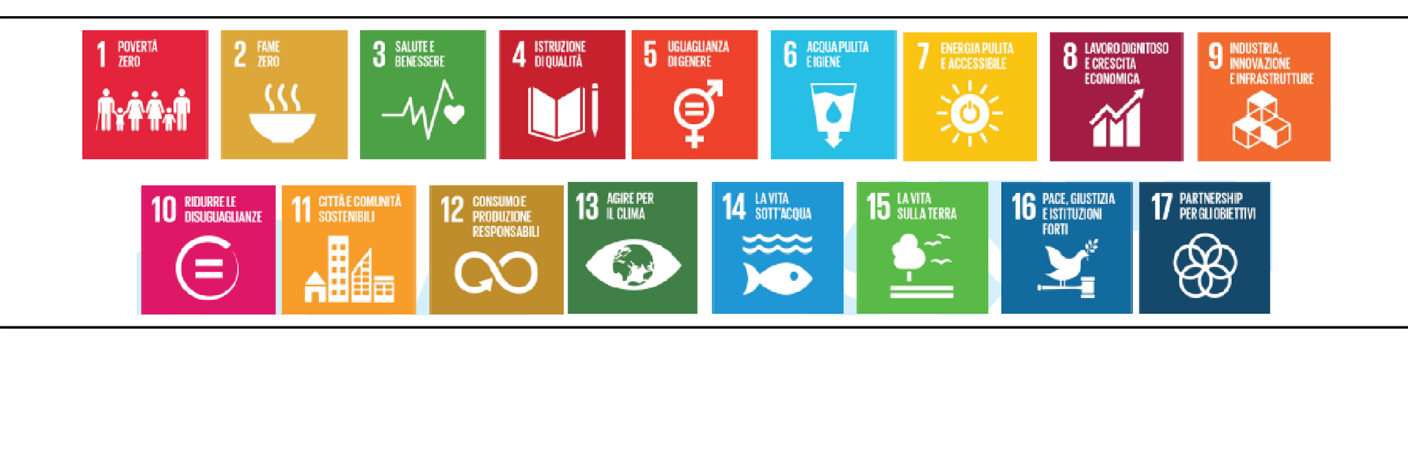 1 POVERTÀ
ZERO
2 FAME
ZERO
3 SALUTE E
BENESSERE
4 ISTRUZIONE
DI QUALITÀ
5 UGUAGLIANZA
DI GENERE
6 ACQUA PULITA
E IGIENE
7 ENERGIA PULITA
E ACCESSIBILE
8 LAVORO DIGNITOSO
E CRESCITA
ECONOMICA
9 INDUSTRIA,
INNOVAZIONE
E INFRASTRUTTURE
10 RIDURRE LE
DISUGUAGLIANZE
11 CITTÀ E COMUNITÀ
SOSTENIBILI
12 CONSUMO E
PRODUZIONE
RESPONSABILI
13 AGIRE PER
IL CLIMA
14 LA VITA
SOTT'ACQUA
15 LA VITA
SULLA TERRA
16 PACE, GIUSTIZIA
E ISTITUZIONI
FORTI
17 PARTNERSHIP
PER GLI OBIETTIVI